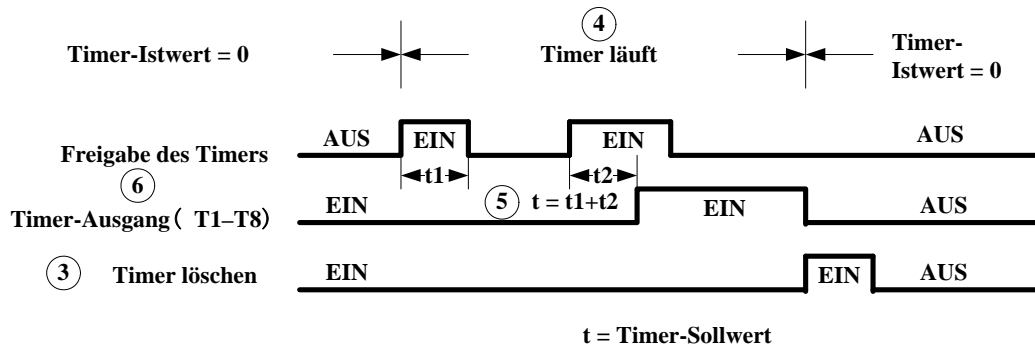 4
Timer-Istwert = 0
Timer läuft
Timer-
Istwert = 0
AUS
EIN
EIN
AUS
Freigabe des Timers
t1
t2
6
5
t = t1+t2
EIN
EIN
AUS
Timer-Ausgang( T1–T8)
3
Timer löschen
EIN
EIN
AUS
t = Timer-Sollwert